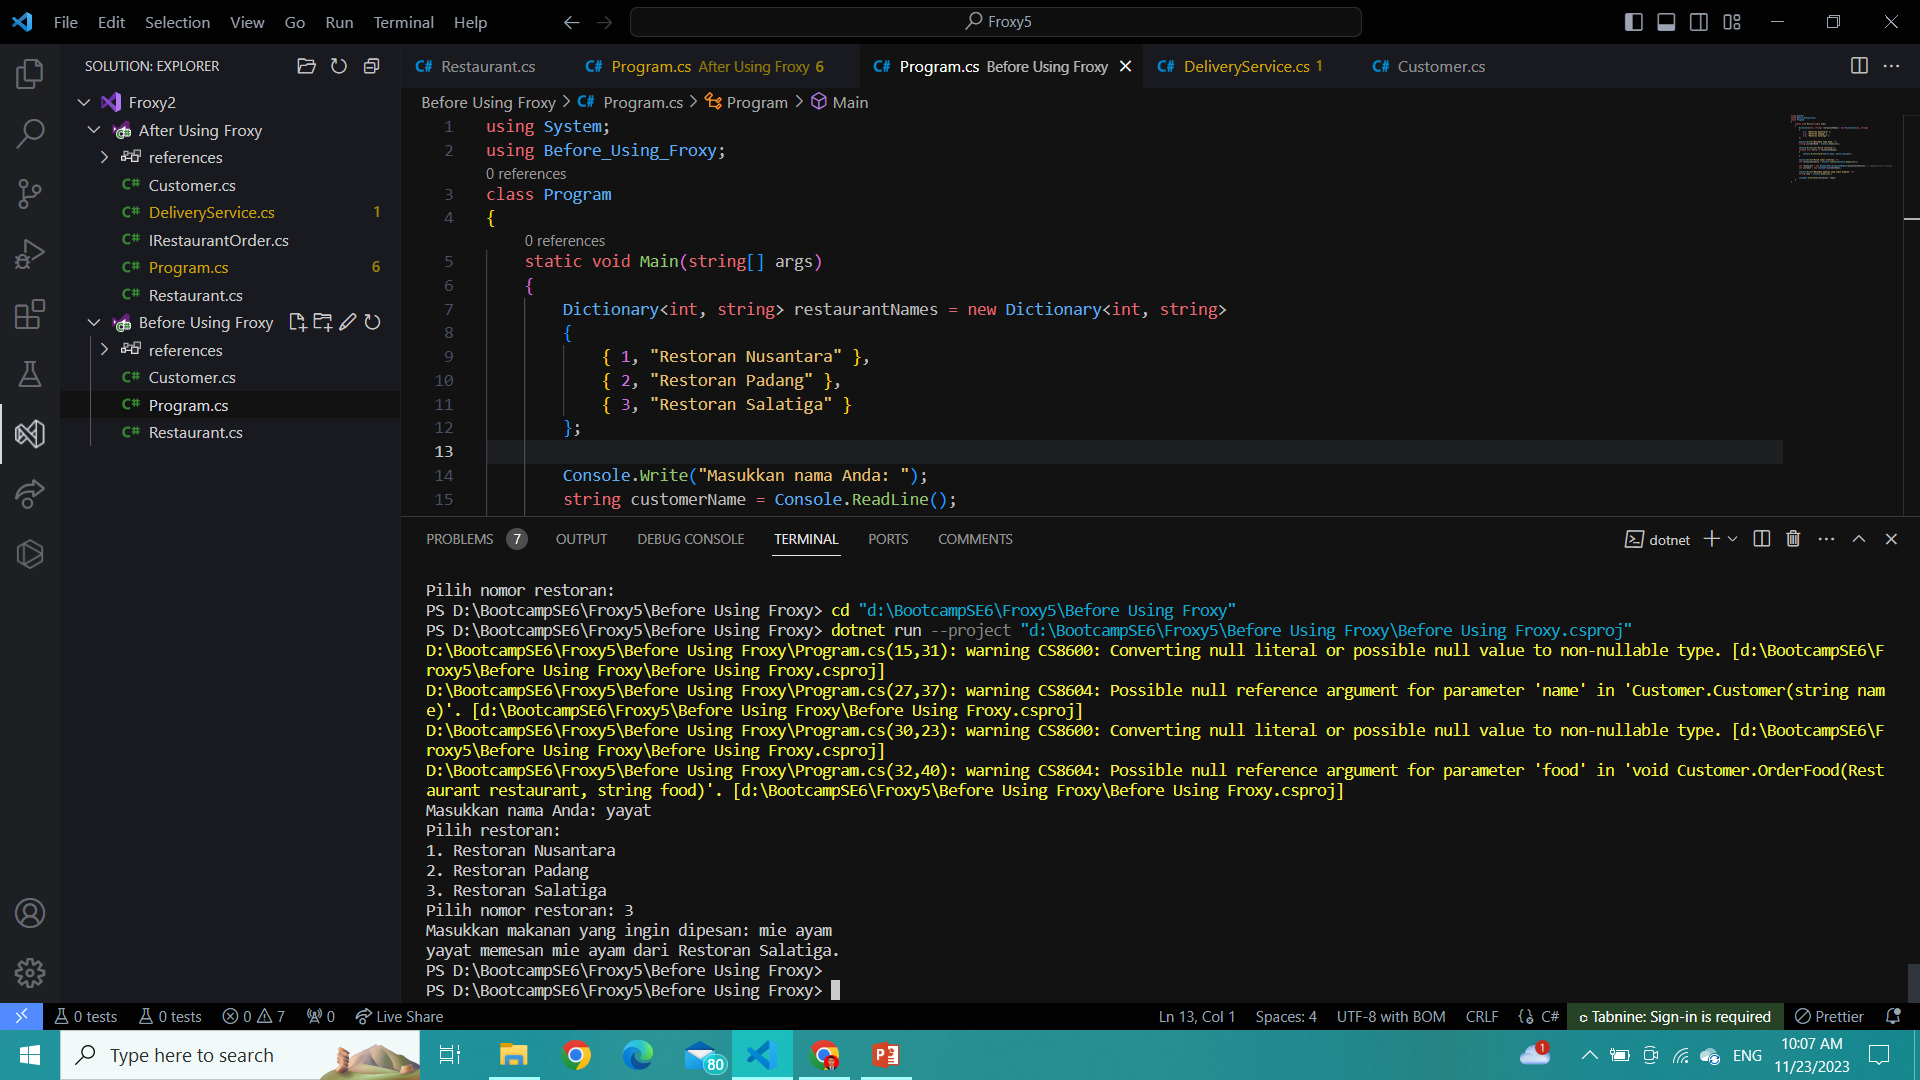 File Edit Selection View Go Run Terminal Help Froxy5
SOLUTION: EXPLORER
Froxy2
After Using Froxy
references
Customer.cs
DeliveryService.cs 1
IRestaurantOrder.cs
Program.cs 6
Restaurant.cs
Before Using Froxy
references
Customer.cs
Program.cs
Restaurant.cs
C# Restaurant.cs C# Program.cs After Using Froxy 6 C# Program.cs Before Using Froxy C# DeliveryService.cs 1 C# Customer.cs
Before Using Froxy > C# Program.cs > Program > Main
1 using System;
2 using Before_Using_Froxy;
0 references
3 class Program
4 {
0 references
5 static void Main(string[] args)
6 {
7 Dictionary<int, string> restaurantNames = new Dictionary<int, string>
8 {
9 { 1, "Restoran Nusantara" },
10 { 2, "Restoran Padang" },
11 { 3, "Restoran Salatiga" }
12 };
13
14 Console.Write("Masukkan nama Anda: ");
15 string customerName = Console.ReadLine();
PROBLEMS 7 OUTPUT DEBUG CONSOLE TERMINAL PORTS COMMENTS dotnet
Pilih nomor restoran:
PS D:\BootcampSE6\Froxy5\Before Using Froxy> cd "d:\BootcampSE6\Froxy5\Before Using Froxy"
PS D:\BootcampSE6\Froxy5\Before Using Froxy> dotnet run --project "d:\BootcampSE6\Froxy5\Before Using Froxy\Before Using Froxy.csproj"
D:\BootcampSE6\Froxy5\Before Using Froxy\Program.cs(15,31): warning CS8600: Converting null literal or possible null value to non-nullable type. [d:\BootcampSE6\F
roxy5\Before Using Froxy\Before Using Froxy.csproj]
D:\BootcampSE6\Froxy5\Before Using Froxy\Program.cs(27,37): warning CS8604: Possible null reference argument for parameter 'name' in 'Customer.Customer(string nam
e)'. [d:\BootcampSE6\Froxy5\Before Using Froxy\Before Using Froxy.csproj]
D:\BootcampSE6\Froxy5\Before Using Froxy\Program.cs(30,23): warning CS8600: Converting null literal or possible null value to non-nullable type. [d:\BootcampSE6\F
roxy5\Before Using Froxy\Before Using Froxy.csproj]
D:\BootcampSE6\Froxy5\Before Using Froxy\Program.cs(32,40): warning CS8604: Possible null reference argument for parameter 'food' in 'void Customer.OrderFood(Rest
aurant restaurant, string food)'. [d:\BootcampSE6\Froxy5\Before Using Froxy\Before Using Froxy.csproj]
Masukkan nama Anda: yayat
Pilih restoran:
1. Restoran Nusantara
2. Restoran Padang
3. Restoran Salatiga
Pilih nomor restoran: 3
Masukkan makanan yang ingin dipesan: mie ayam
yayat memesan mie ayam dari Restoran Salatiga.
PS D:\BootcampSE6\Froxy5\Before Using Froxy>
PS D:\BootcampSE6\Froxy5\Before Using Froxy>
0 tests 0 tests 0 7 0 Live Share Ln 13, Col 1 Spaces: 4 UTF-8 with BOM CRLF C# Tabnine: Sign-in is required Prettier
Type here to search 80 1 ENG 10:07 AM
11/23/2023